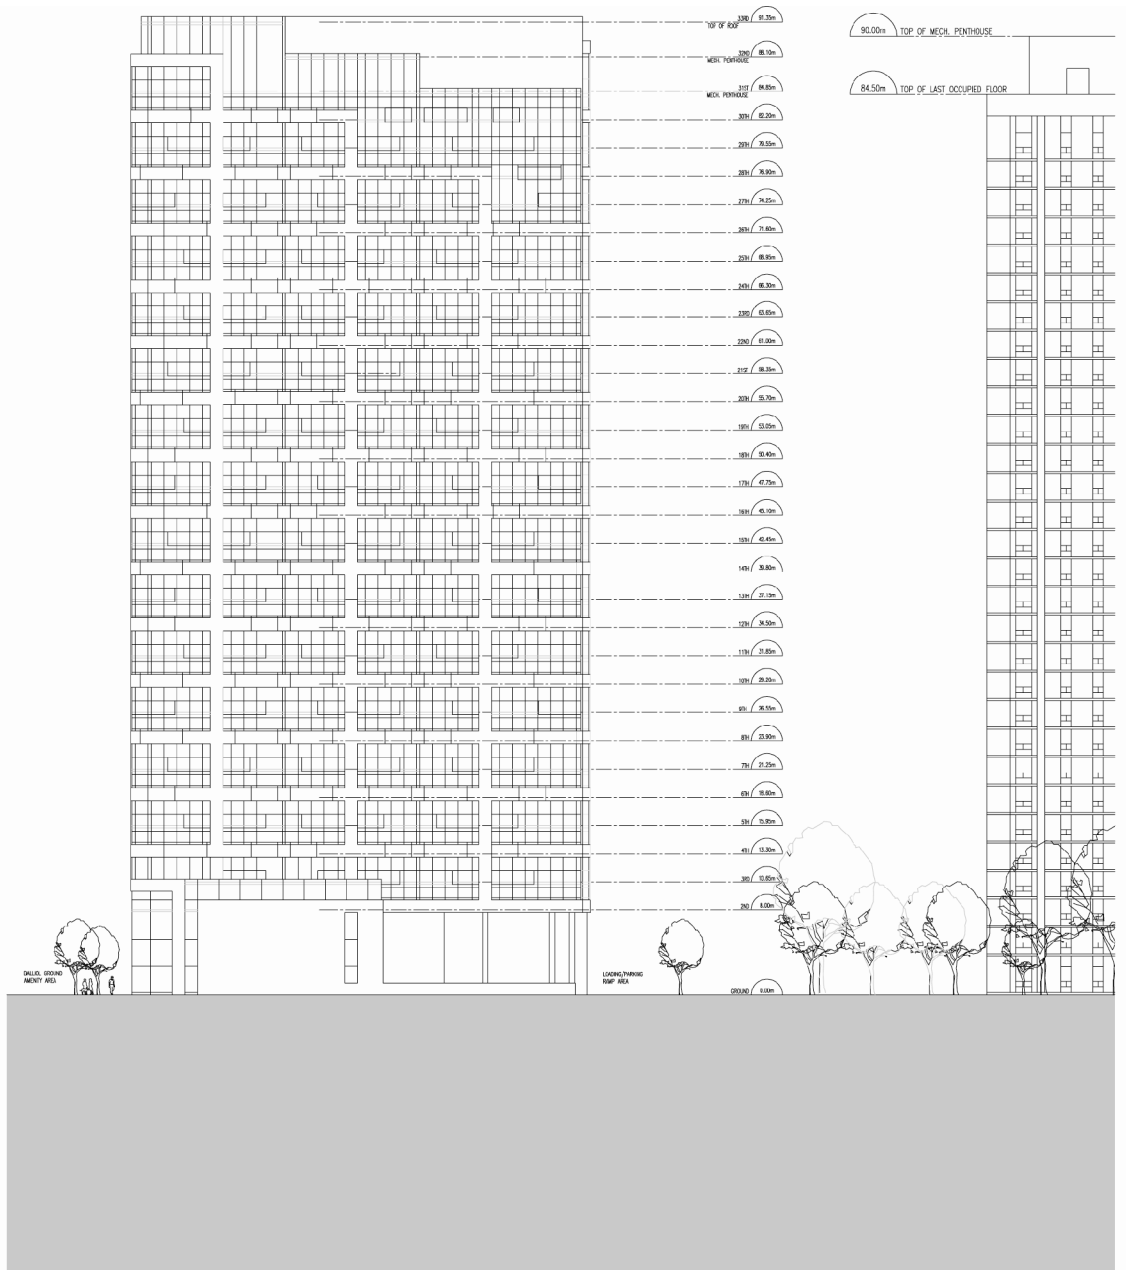 33RD 91.35m
TOP OF ROOF
90.00m TOP OF MECH. PENTHOUSE
32ND 88.10m
MECH. PENTHOUSE
31ST 84.85m
MECH. PENTHOUSE
84.50m TOP OF LAST OCCUPIED FLOOR
30TH 82.20m
29TH 79.55m
28TH 76.90m
27TH 74.25m
26TH 71.60m
25TH 68.95m
24TH 66.30m
23RD 63.65m
22ND 61.00m
21ST 58.35m
20TH 55.70m
19TH 53.05m
18TH 50.40m
17TH 47.75m
16TH 45.10m
15TH 42.45m
14TH 39.80m
13TH 37.15m
12TH 34.50m
11TH 31.85m
10TH 29.20m
9TH 26.55m
8TH 23.90m
7TH 21.25m
6TH 18.60m
5TH 15.95m
4TH 13.30m
3RD 10.65m
2ND 8.00m
BALLIOL GROUND
AMENITY AREA
LOADING/PARKING
RAMP AREA
GROUND 0.00m